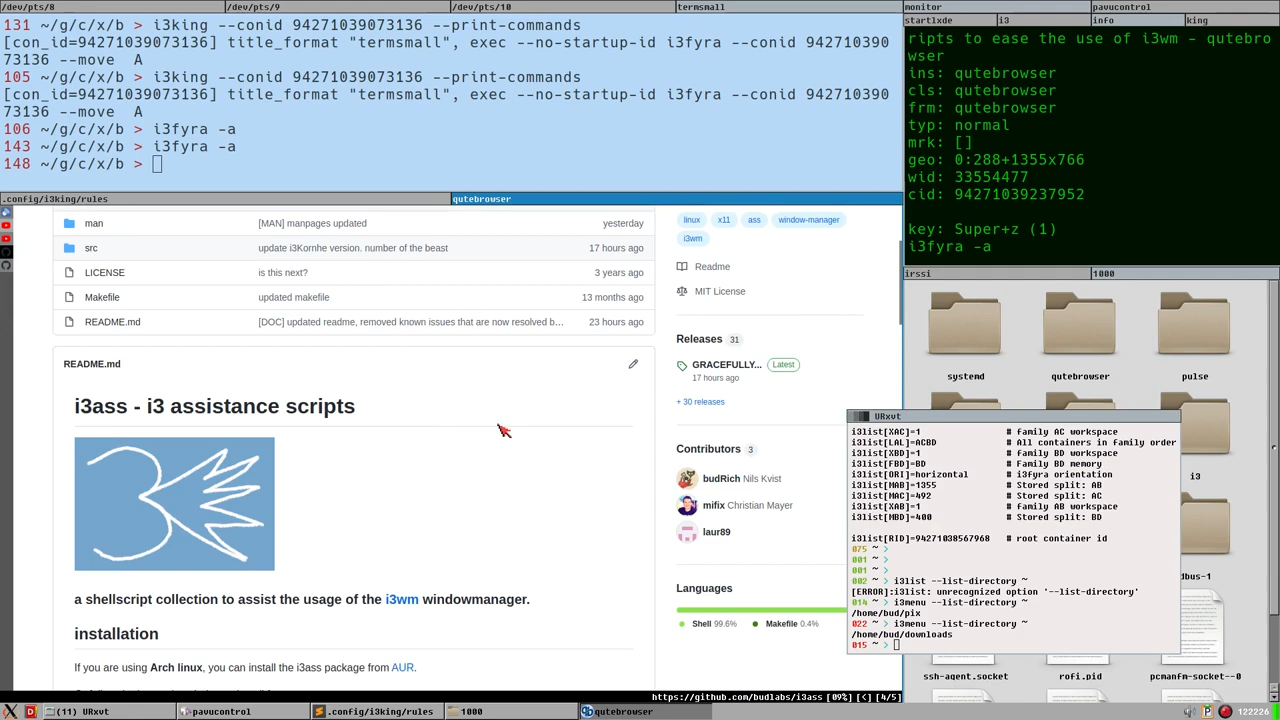 /dev/pts/8
/dev/pts/9
/dev/pts/10
termsmall
131 ~/g/c/x/b > i3king --conid 94271039073136 --print-commands
[con_id=94271039073136] title_format "termsmall", exec --no-startup-id i3fyra --conid 942710390
73136 --move  A
105 ~/g/c/x/b > i3king --conid 94271039073136 --print-commands
[con_id=94271039073136] title_format "termsmall", exec --no-startup-id i3fyra --conid 942710390
73136 --move  A
106 ~/g/c/x/b > i3fyra -a
143 ~/g/c/x/b > i3fyra -a
148 ~/g/c/x/b >
monitor
pavucontrol
startlxde
i3
info
king
ripts to ease the use of i3wm - qutebro
wser
ins: qutebrowser
cls: qutebrowser
frm: qutebrowser
typ: normal
mrk: []
geo: 0:288+1355x766
wid: 33554477
cid: 94271039237952
key: Super+z (1)
i3fyra -a
.config/i3king/rules
qutebrowser
man [MAN] manpages updated yesterday
src update i3Kornhe version. number of the beast 17 hours ago
LICENSE is this next? 3 years ago
Makefile updated makefile 13 months ago
README.md [DOC] updated readme, removed known issues that are now resolved b... 23 hours ago
README.md
i3ass - i3 assistance scripts
a shellscript collection to assist the usage of the i3wm windowmanager.
installation
If you are using Arch linux, you can install the i3ass package from AUR.
linux x11 ass window-manager
i3wm
Readme
MIT License
Releases 31
GRACEFULLY... Latest
17 hours ago
+ 30 releases
Contributors 3
budRich Nils Kvist
mifix Christian Mayer
laur89
Languages
Shell 99.6% Makefile 0.4%
https://github.com/budlabs/i3ass [09%] [<] [4/5]
irssi
1000
systemd
qutebrowser
pulse
i3
dbus-1
ssh-agent.socket
rofi.pid
pcmanfm-socket--0
URxvt
i3list[XAC]=1 # family AC workspace
i3list[LAL]=ACBD # All containers in family order
i3list[XBD]=1 # family BD workspace
i3list[FBD]=BD # Family BD memory
i3list[ORI]=horizontal # i3fyra orientation
i3list[MAB]=1355 # Stored split: AB
i3list[MAC]=492 # Stored split: AC
i3list[XAB]=1 # family AB workspace
i3list[MBD]=400 # Stored split: BD
i3list[RID]=94271038567968 # root container id
075 ~ >
001 ~ >
001 ~ >
002 ~ > i3list --list-directory ~
[ERROR]:i3list: unrecognized option '--list-directory'
014 ~ > i3menu --list-directory ~
/home/bud/pix
022 ~ > i3menu --list-directory ~
/home/bud/downloads
015 ~ >
(11) URxvt
pavucontrol
.config/i3king/rules
1000
qutebrowser
122226